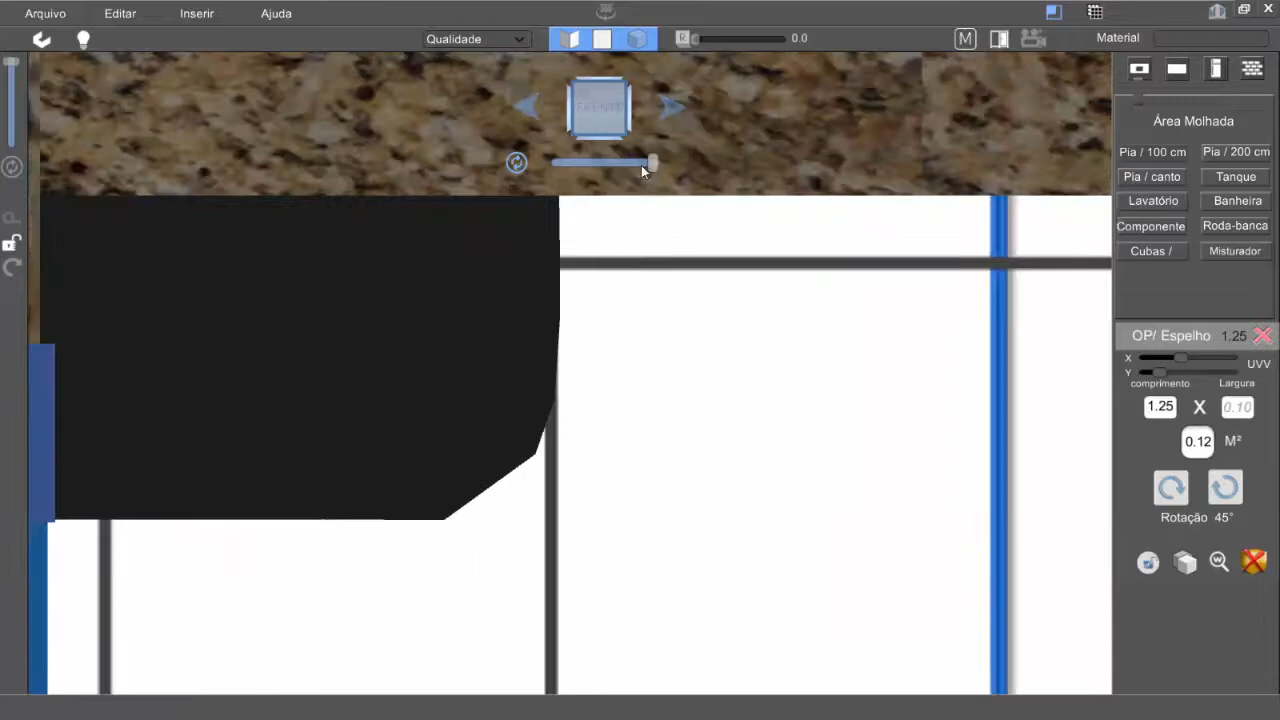 Arquivo Editar Inserir Ajuda
360
Qualidade R 0.0 M Material
FRENTE
Área Molhada
Pia / 100 cm Pia / 200 cm
Pia / canto Tanque
Lavatório Banheira
Componente Roda-banca
Cubas / Misturador
OP/ Espelho 1.25
X
Y UVV
comprimento Largura
1.25 X 0.10
0.12 M²
Rotação 45°
W